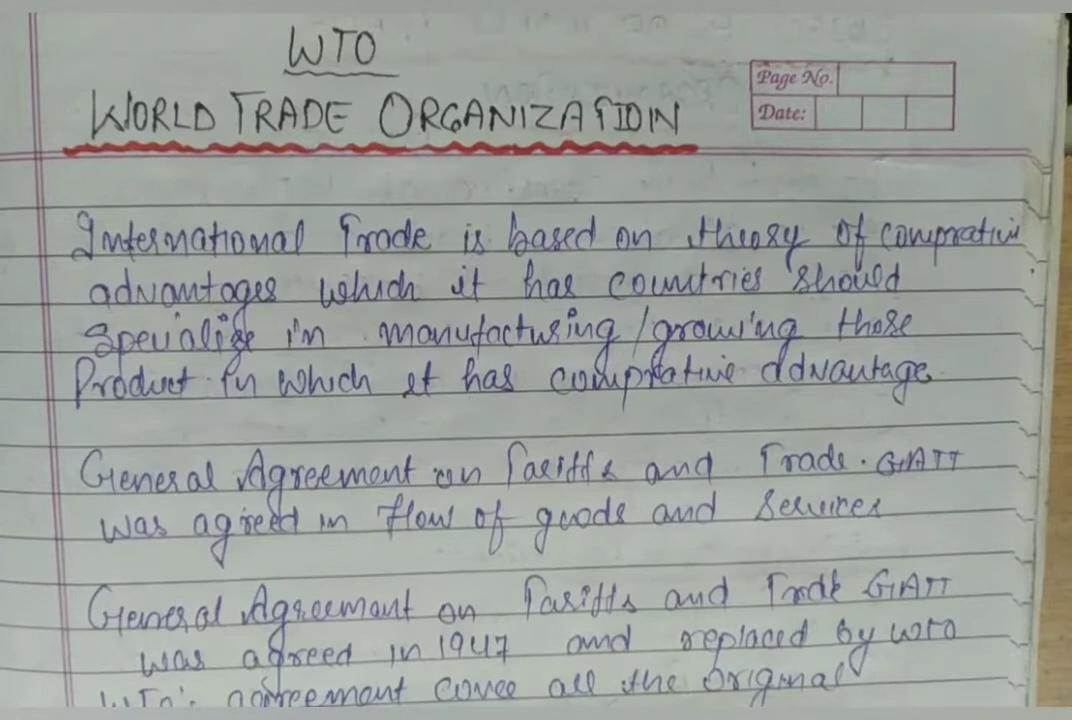 WTO
WORLD TRADE ORGANIZATION
Page No.
Date:
International Trade is based on theory of comprative
advantages which it has countries should
Specialize in manufacturing/growing those
Product in which it has comprative advantage.
General Agreement on Tariffs and Trade. GATT
was agreed in flow of goods and Services
General Agreement on Tariffs and Trade GATT
was agreed in 1947 and replaced by WTO
WTO's agreement cover all the original